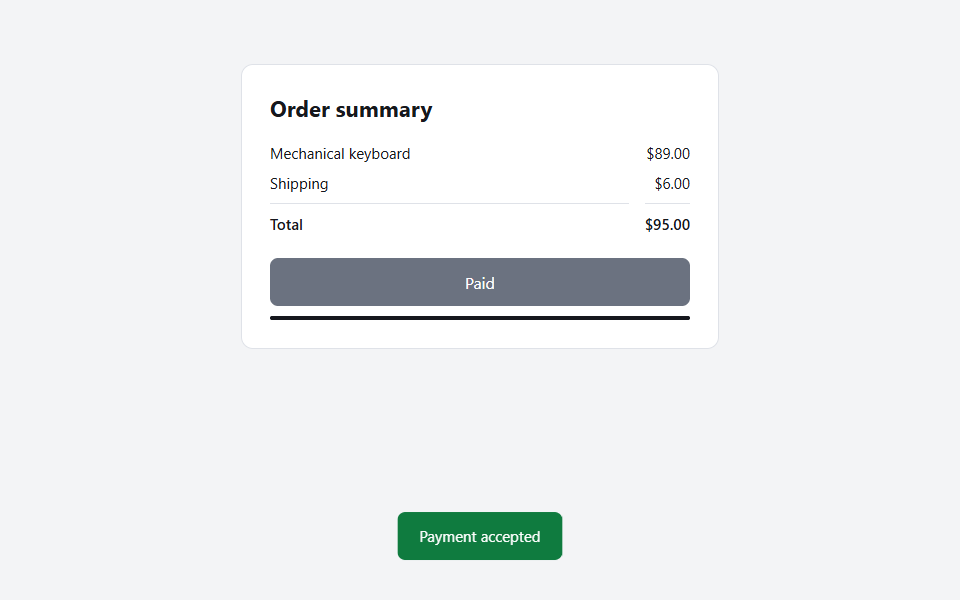 Order summary
Mechanical keyboard $89.00
Shipping $6.00
Total $95.00
Paid
Payment accepted